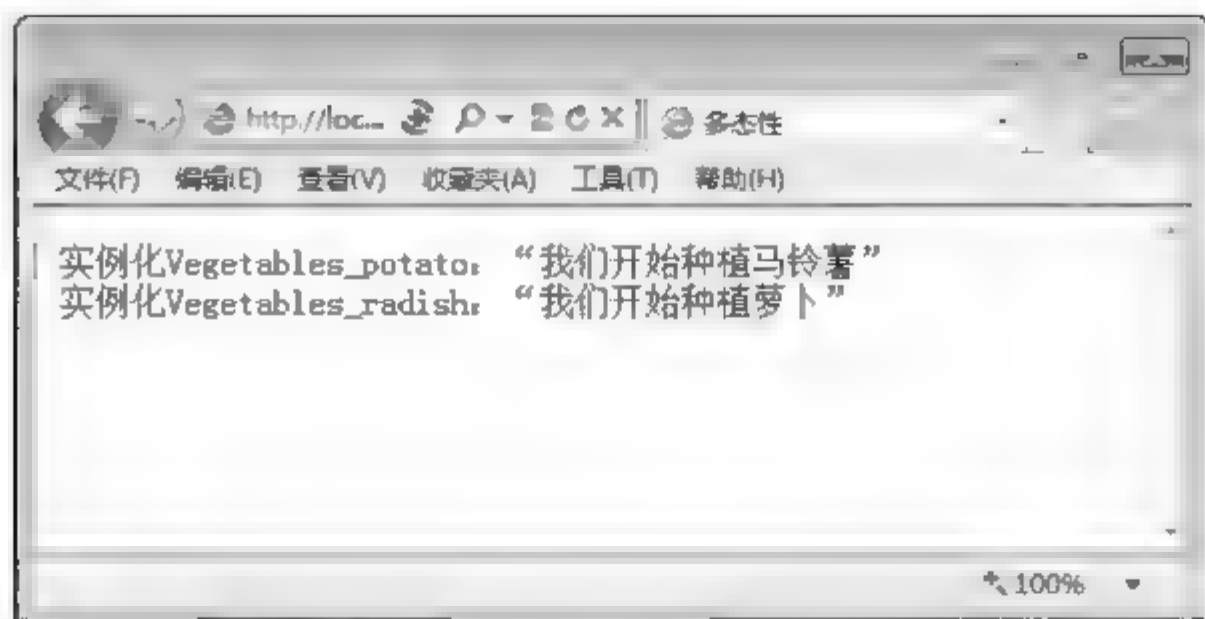 http://loc... 多态性
文件(F) 编辑(E) 查看(V) 收藏夹(A) 工具(T) 帮助(H)
实例化Vegetables_potato：“我们开始种植马铃薯”
实例化Vegetables_radish：“我们开始种植萝卜”
100%